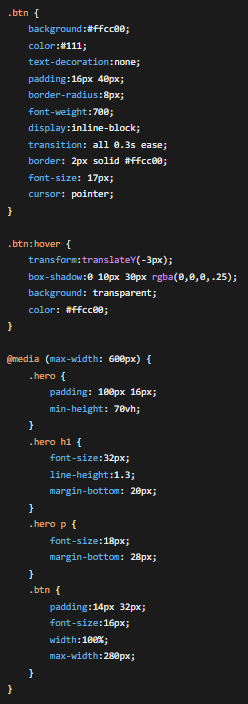 .btn {
background:#ffcc00;
color:#111;
text-decoration:none;
padding:16px 40px;
border-radius:8px;
font-weight:700;
display:inline-block;
transition: all 0.3s ease;
border: 2px solid #ffcc00;
font-size: 17px;
cursor: pointer;
}
.btn:hover {
transform:translateY(-3px);
box-shadow:0 10px 30px rgba(0,0,0,.25);
background: transparent;
color: #ffcc00;
}
@media (max-width: 600px) {
.hero {
padding: 100px 16px;
min-height: 70vh;
}
.hero h1 {
font-size:32px;
line-height:1.3;
margin-bottom: 20px;
}
.hero p {
font-size:18px;
margin-bottom: 28px;
}
.btn {
padding:14px 32px;
font-size:16px;
width:100%;
max-width:280px;
}
}